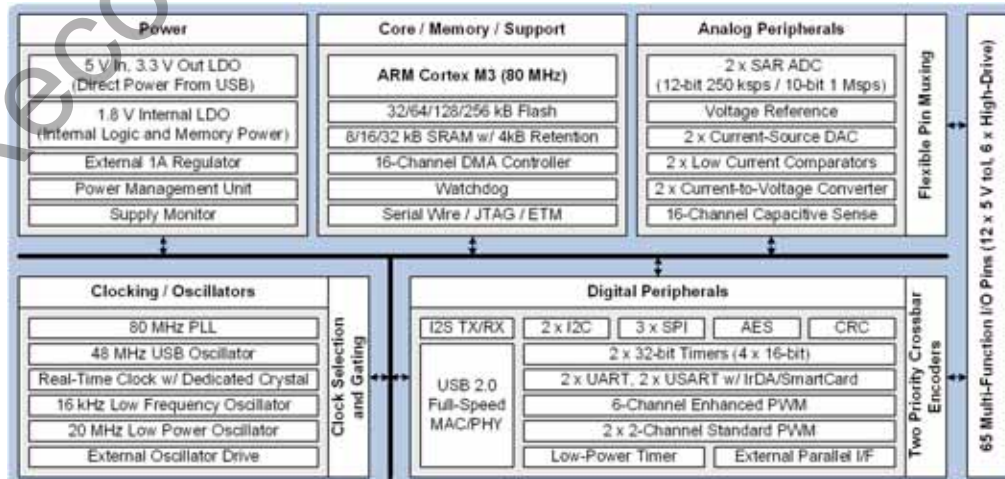 Power
5 V In, 3.3 V Out LDO
(Direct Power From USB)
1.8 V Internal LDO
(Internal Logic and Memory Power)
External 1A Regulator
Power Management Unit
Supply Monitor
Core / Memory / Support
ARM Cortex M3 (80 MHz)
32/64/128/256 kB Flash
8/16/32 kB SRAM w/ 4kB Retention
16-Channel DMA Controller
Watchdog
Serial Wire / JTAG / ETM
Analog Peripherals
2 x SAR ADC
(12-bit 250 ksps / 10-bit 1 Msps)
Voltage Reference
2 x Current-Source DAC
2 x Low Current Comparators
2 x Current-to-Voltage Converter
16-Channel Capacitive Sense
Flexible Pin Muxing
65 Multi-Function I/O Pins (12 x 5 V tol, 6 x High-Drive)
Clocking / Oscillators
80 MHz PLL
48 MHz USB Oscillator
Real-Time Clock w/ Dedicated Crystal
16 kHz Low Frequency Oscillator
20 MHz Low Power Oscillator
External Oscillator Drive
Clock Selection
and Gating
Digital Peripherals
I2S TX/RX
2 x I2C
3 x SPI
AES
CRC
USB 2.0
Full-Speed
MAC/PHY
2 x 32-bit Timers (4 x 16-bit)
2 x UART, 2 x USART w/ IrDA/SmartCard
6-Channel Enhanced PWM
2 x 2-Channel Standard PWM
Low-Power Timer
External Parallel I/F
Two Priority Crossbar
Encoders